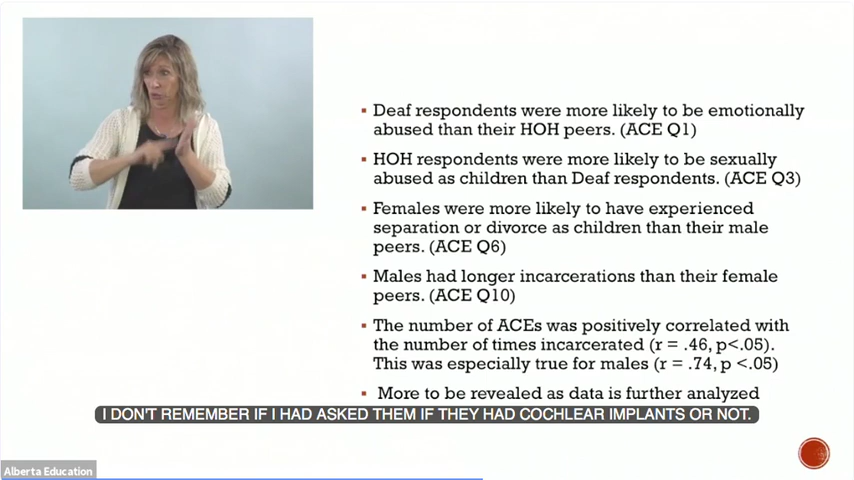 ▪ Deaf respondents were more likely to be emotionally
abused than their HOH peers. (ACE Q1)
▪ HOH respondents were more likely to be sexually
abused as children than Deaf respondents. (ACE Q3)
▪ Females were more likely to have experienced
separation or divorce as children than their male
peers. (ACE Q6)
▪ Males had longer incarcerations than their female
peers. (ACE Q10)
▪ The number of ACEs was positively correlated with
the number of times incarcerated (r = .46, p<.05).
This was especially true for males (r = .74, p <.05)
▪ More to be revealed as data is further analyzed
I DON'T REMEMBER IF I HAD ASKED THEM IF THEY HAD COCHLEAR IMPLANTS OR NOT.
Alberta Education